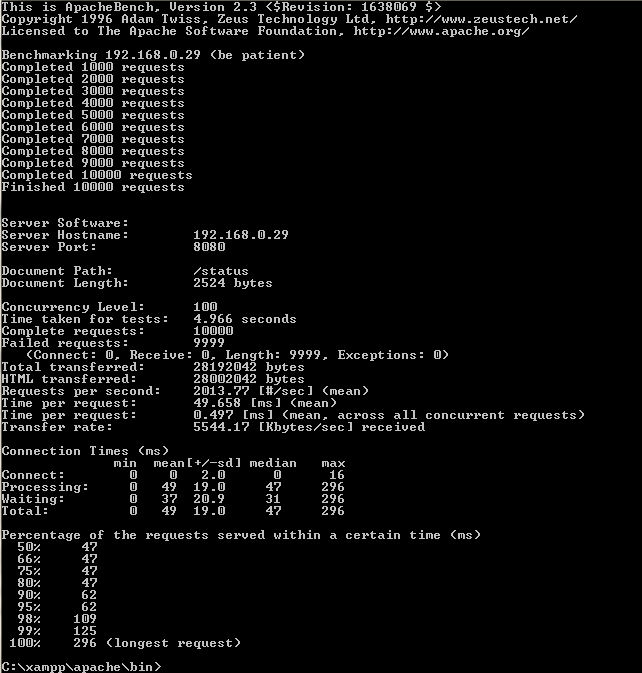 This is ApacheBench, Version 2.3 <$Revision: 1638069 $>
Copyright 1996 Adam Twiss, Zeus Technology Ltd, http://www.zeustech.net/
Licensed to The Apache Software Foundation, http://www.apache.org/
Benchmarking 192.168.0.29 (be patient)
Completed 1000 requests
Completed 2000 requests
Completed 3000 requests
Completed 4000 requests
Completed 5000 requests
Completed 6000 requests
Completed 7000 requests
Completed 8000 requests
Completed 9000 requests
Completed 10000 requests
Finished 10000 requests
Server Software:
Server Hostname: 192.168.0.29
Server Port: 8080
Document Path: /status
Document Length: 2524 bytes
Concurrency Level: 100
Time taken for tests: 4.966 seconds
Complete requests: 10000
Failed requests: 9999
(Connect: 0, Receive: 0, Length: 9999, Exceptions: 0)
Total transferred: 28192042 bytes
HTML transferred: 28002042 bytes
Requests per second: 2013.77 [#/sec] (mean)
Time per request: 49.658 [ms] (mean)
Time per request: 0.497 [ms] (mean, across all concurrent requests)
Transfer rate: 5544.17 [Kbytes/sec] received
Connection Times (ms)
min mean[+/-sd] median max
Connect: 0 0 2.0 0 16
Processing: 0 49 19.0 47 296
Waiting: 0 37 20.9 31 296
Total: 0 49 19.0 47 296
Percentage of the requests served within a certain time (ms)
50% 47
66% 47
75% 47
80% 47
90% 62
95% 62
98% 109
99% 125
100% 296 (longest request)
C:\xampp\apache\bin>